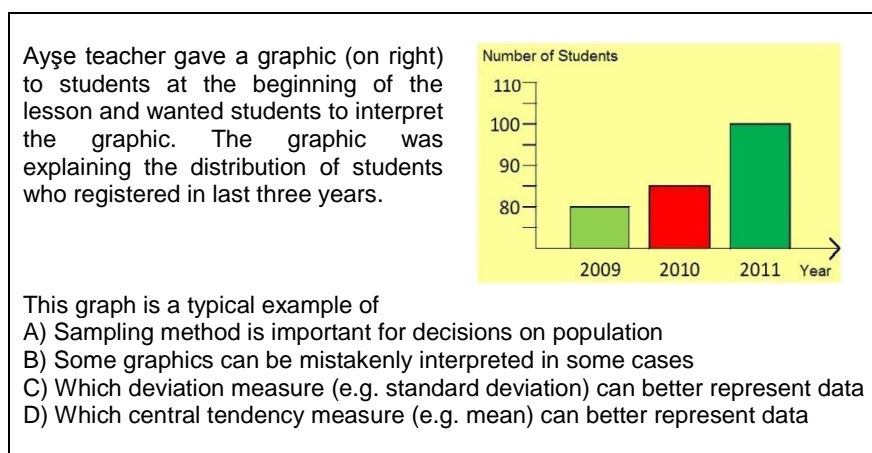 Ayşe teacher gave a graphic (on right)
to students at the beginning of the
lesson and wanted students to interpret
the graphic. The graphic was
explaining the distribution of students
who registered in last three years.
Number of Students
110
100
90
80
2009 2010 2011 Year
This graph is a typical example of
A) Sampling method is important for decisions on population
B) Some graphics can be mistakenly interpreted in some cases
C) Which deviation measure (e.g. standard deviation) can better represent data
D) Which central tendency measure (e.g. mean) can better represent data